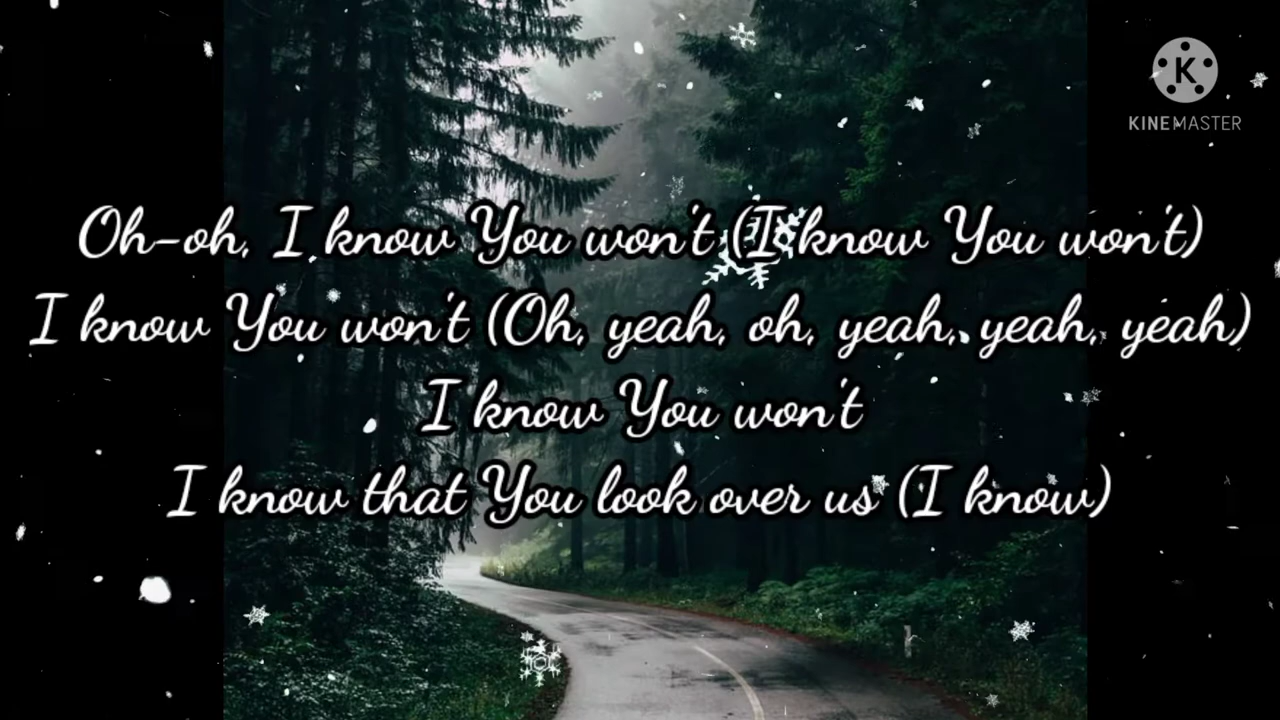 KINEMASTER
Oh-oh, I know You won't (I know You won't)
I know You won't (Oh, yeah, oh, yeah, yeah, yeah)
I know You won't
I know that You look over us (I know)